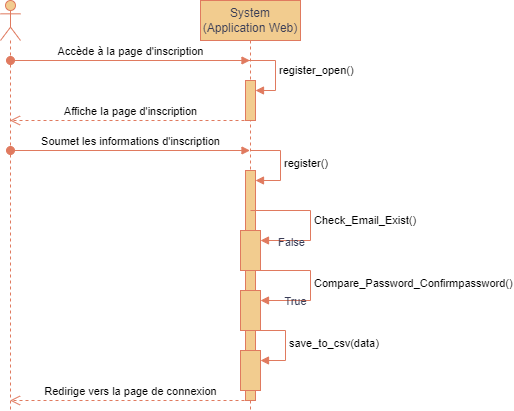 System
(Application Web)
Accède à la page d'inscription
register_open()
Affiche la page d'inscription
Soumet les informations d'inscription
register()
Check_Email_Exist()
False
Compare_Password_Confirmpassword()
True
save_to_csv(data)
Redirige vers la page de connexion